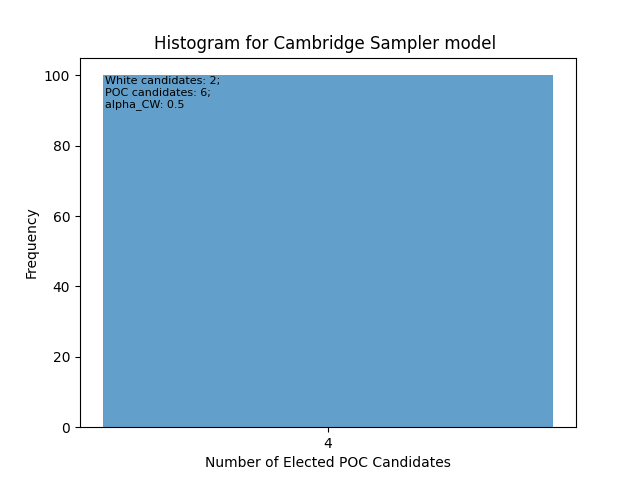 Histogram for Cambridge Sampler model
100
White candidates: 2;
POC candidates: 6;
alpha_CW: 0.5
80
60
40
20
0
Frequency
4
Number of Elected POC Candidates